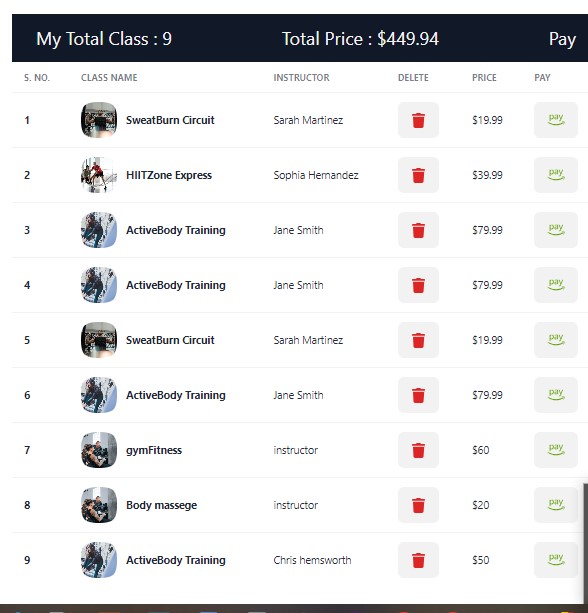 My Total Class : 9 Total Price : $449.94 Pay
S. NO. CLASS NAME INSTRUCTOR DELETE PRICE PAY
1 SweatBurn Circuit Sarah Martinez $19.99 pay
2 HIITZone Express Sophia Hernandez $39.99 pay
3 ActiveBody Training Jane Smith $79.99 pay
4 ActiveBody Training Jane Smith $79.99 pay
5 SweatBurn Circuit Sarah Martinez $19.99 pay
6 ActiveBody Training Jane Smith $79.99 pay
7 gymFitness instructor $60 pay
8 Body massege instructor $20 pay
9 ActiveBody Training Chris hemsworth $50 pay